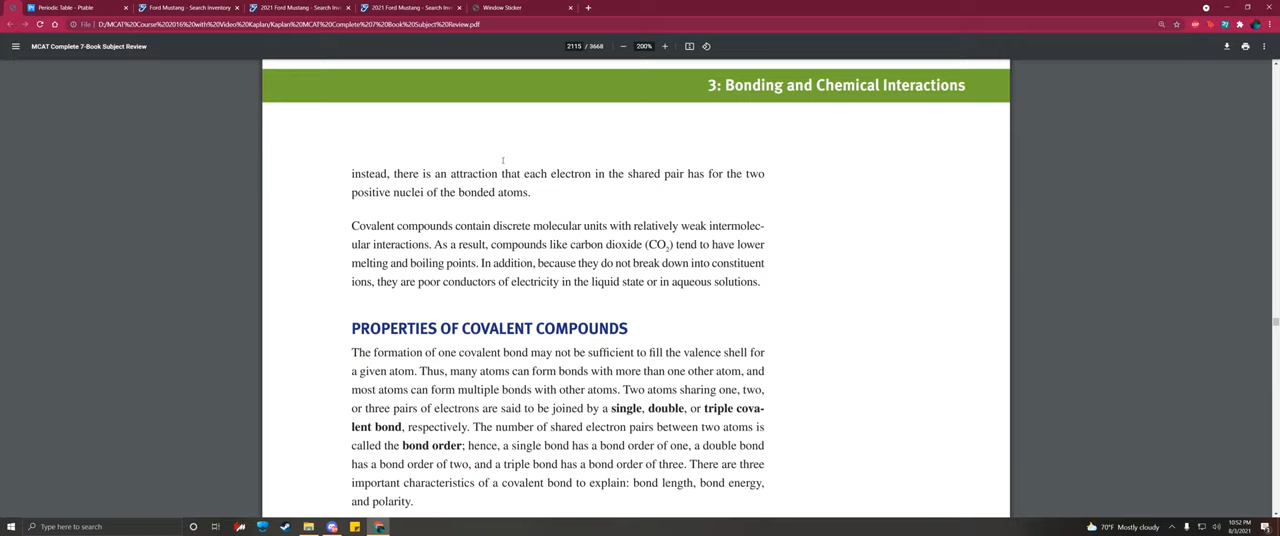 Periodic Table - Ptable
Ford Mustang - Search Inventory
2021 Ford Mustang - Search Inv
2021 Ford Mustang - Search Inv
Window Sticker
File
D:/MCAT%20Course%202016%20with%20Video%20Kaplan/Kaplan%20MCAT%20Complete%207%20Book%20Subject%20Review.pdf
MCAT Complete 7-Book Subject Review
2115 / 3668
200%
3: Bonding and Chemical Interactions
instead, there is an attraction that each electron in the shared pair has for the two
positive nuclei of the bonded atoms.
Covalent compounds contain discrete molecular units with relatively weak intermolec-
ular interactions. As a result, compounds like carbon dioxide (CO₂) tend to have lower
melting and boiling points. In addition, because they do not break down into constituent
ions, they are poor conductors of electricity in the liquid state or in aqueous solutions.
PROPERTIES OF COVALENT COMPOUNDS
The formation of one covalent bond may not be sufficient to fill the valence shell for
a given atom. Thus, many atoms can form bonds with more than one other atom, and
most atoms can form multiple bonds with other atoms. Two atoms sharing one, two,
or three pairs of electrons are said to be joined by a single, double, or triple cova-
lent bond, respectively. The number of shared electron pairs between two atoms is
called the bond order; hence, a single bond has a bond order of one, a double bond
has a bond order of two, and a triple bond has a bond order of three. There are three
important characteristics of a covalent bond to explain: bond length, bond energy,
and polarity.
Type here to search
70°F Mostly cloudy
10:52 PM
8/3/2021